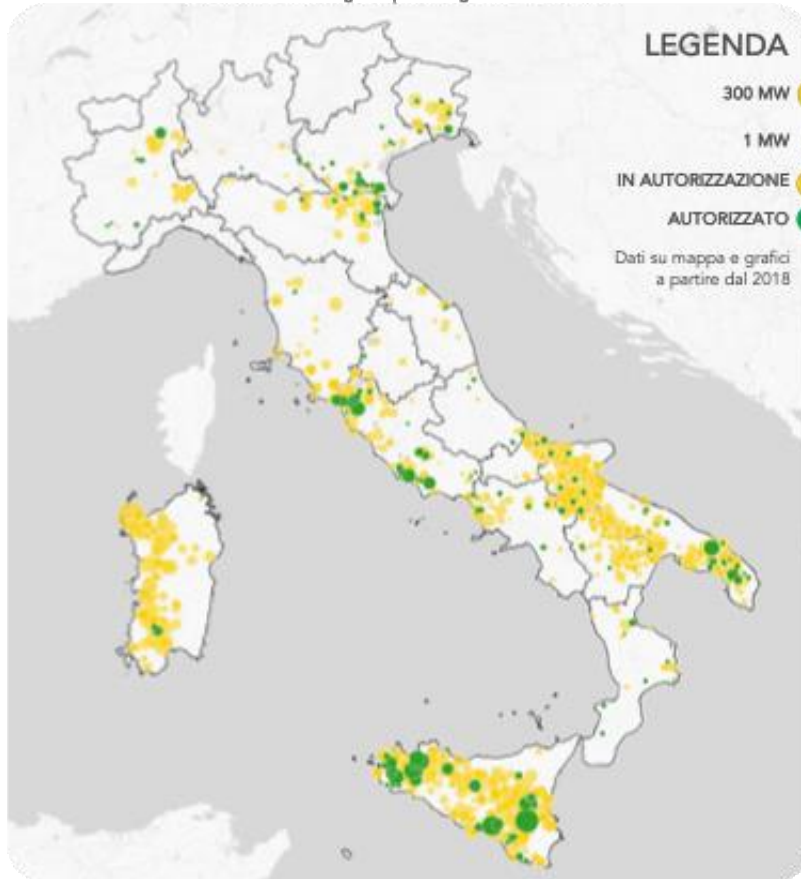 LEGENDA
300 MW
1 MW
IN AUTORIZZAZIONE
AUTORIZZATO
Dati su mappa e grafici
a partire dal 2018